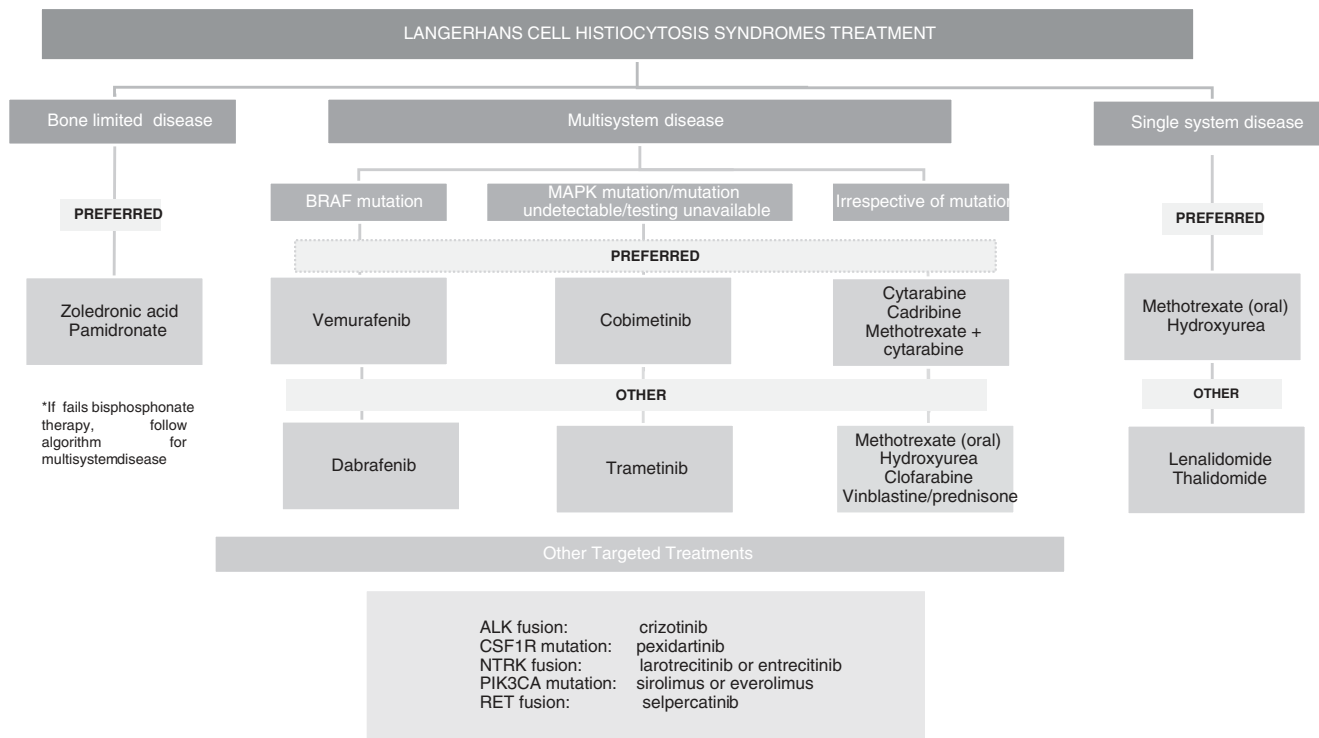 LANGERHANS CELL HISTIOCYTOSIS SYNDROMES TREATMENT
Bone limited disease
Multisystem disease
Single system disease
BRAF mutation
MAPK mutation/mutation
undetectable/testing unavailable
Irrespective of mutation
PREFERRED
PREFERRED
PREFERRED
Zoledronic acid
Pamidronate
Vemurafenib
Cobimetinib
Cytarabine
Cadribine
Methotrexate +
cytarabine
Methotrexate (oral)
Hydroxyurea
*If fails bisphosphonate
therapy, follow
algorithm for
multisystemdisease
OTHER
OTHER
Dabrafenib
Trametinib
Methotrexate (oral)
Hydroxyurea
Clofarabine
Vinblastine/prednisone
Lenalidomide
Thalidomide
Other Targeted Treatments
ALK fusion: crizotinib
CSF1R mutation: pexidartinib
NTRK fusion: larotrecitinib or entrecitinib
PIK3CA mutation: sirolimus or everolimus
RET fusion: selpercatinib